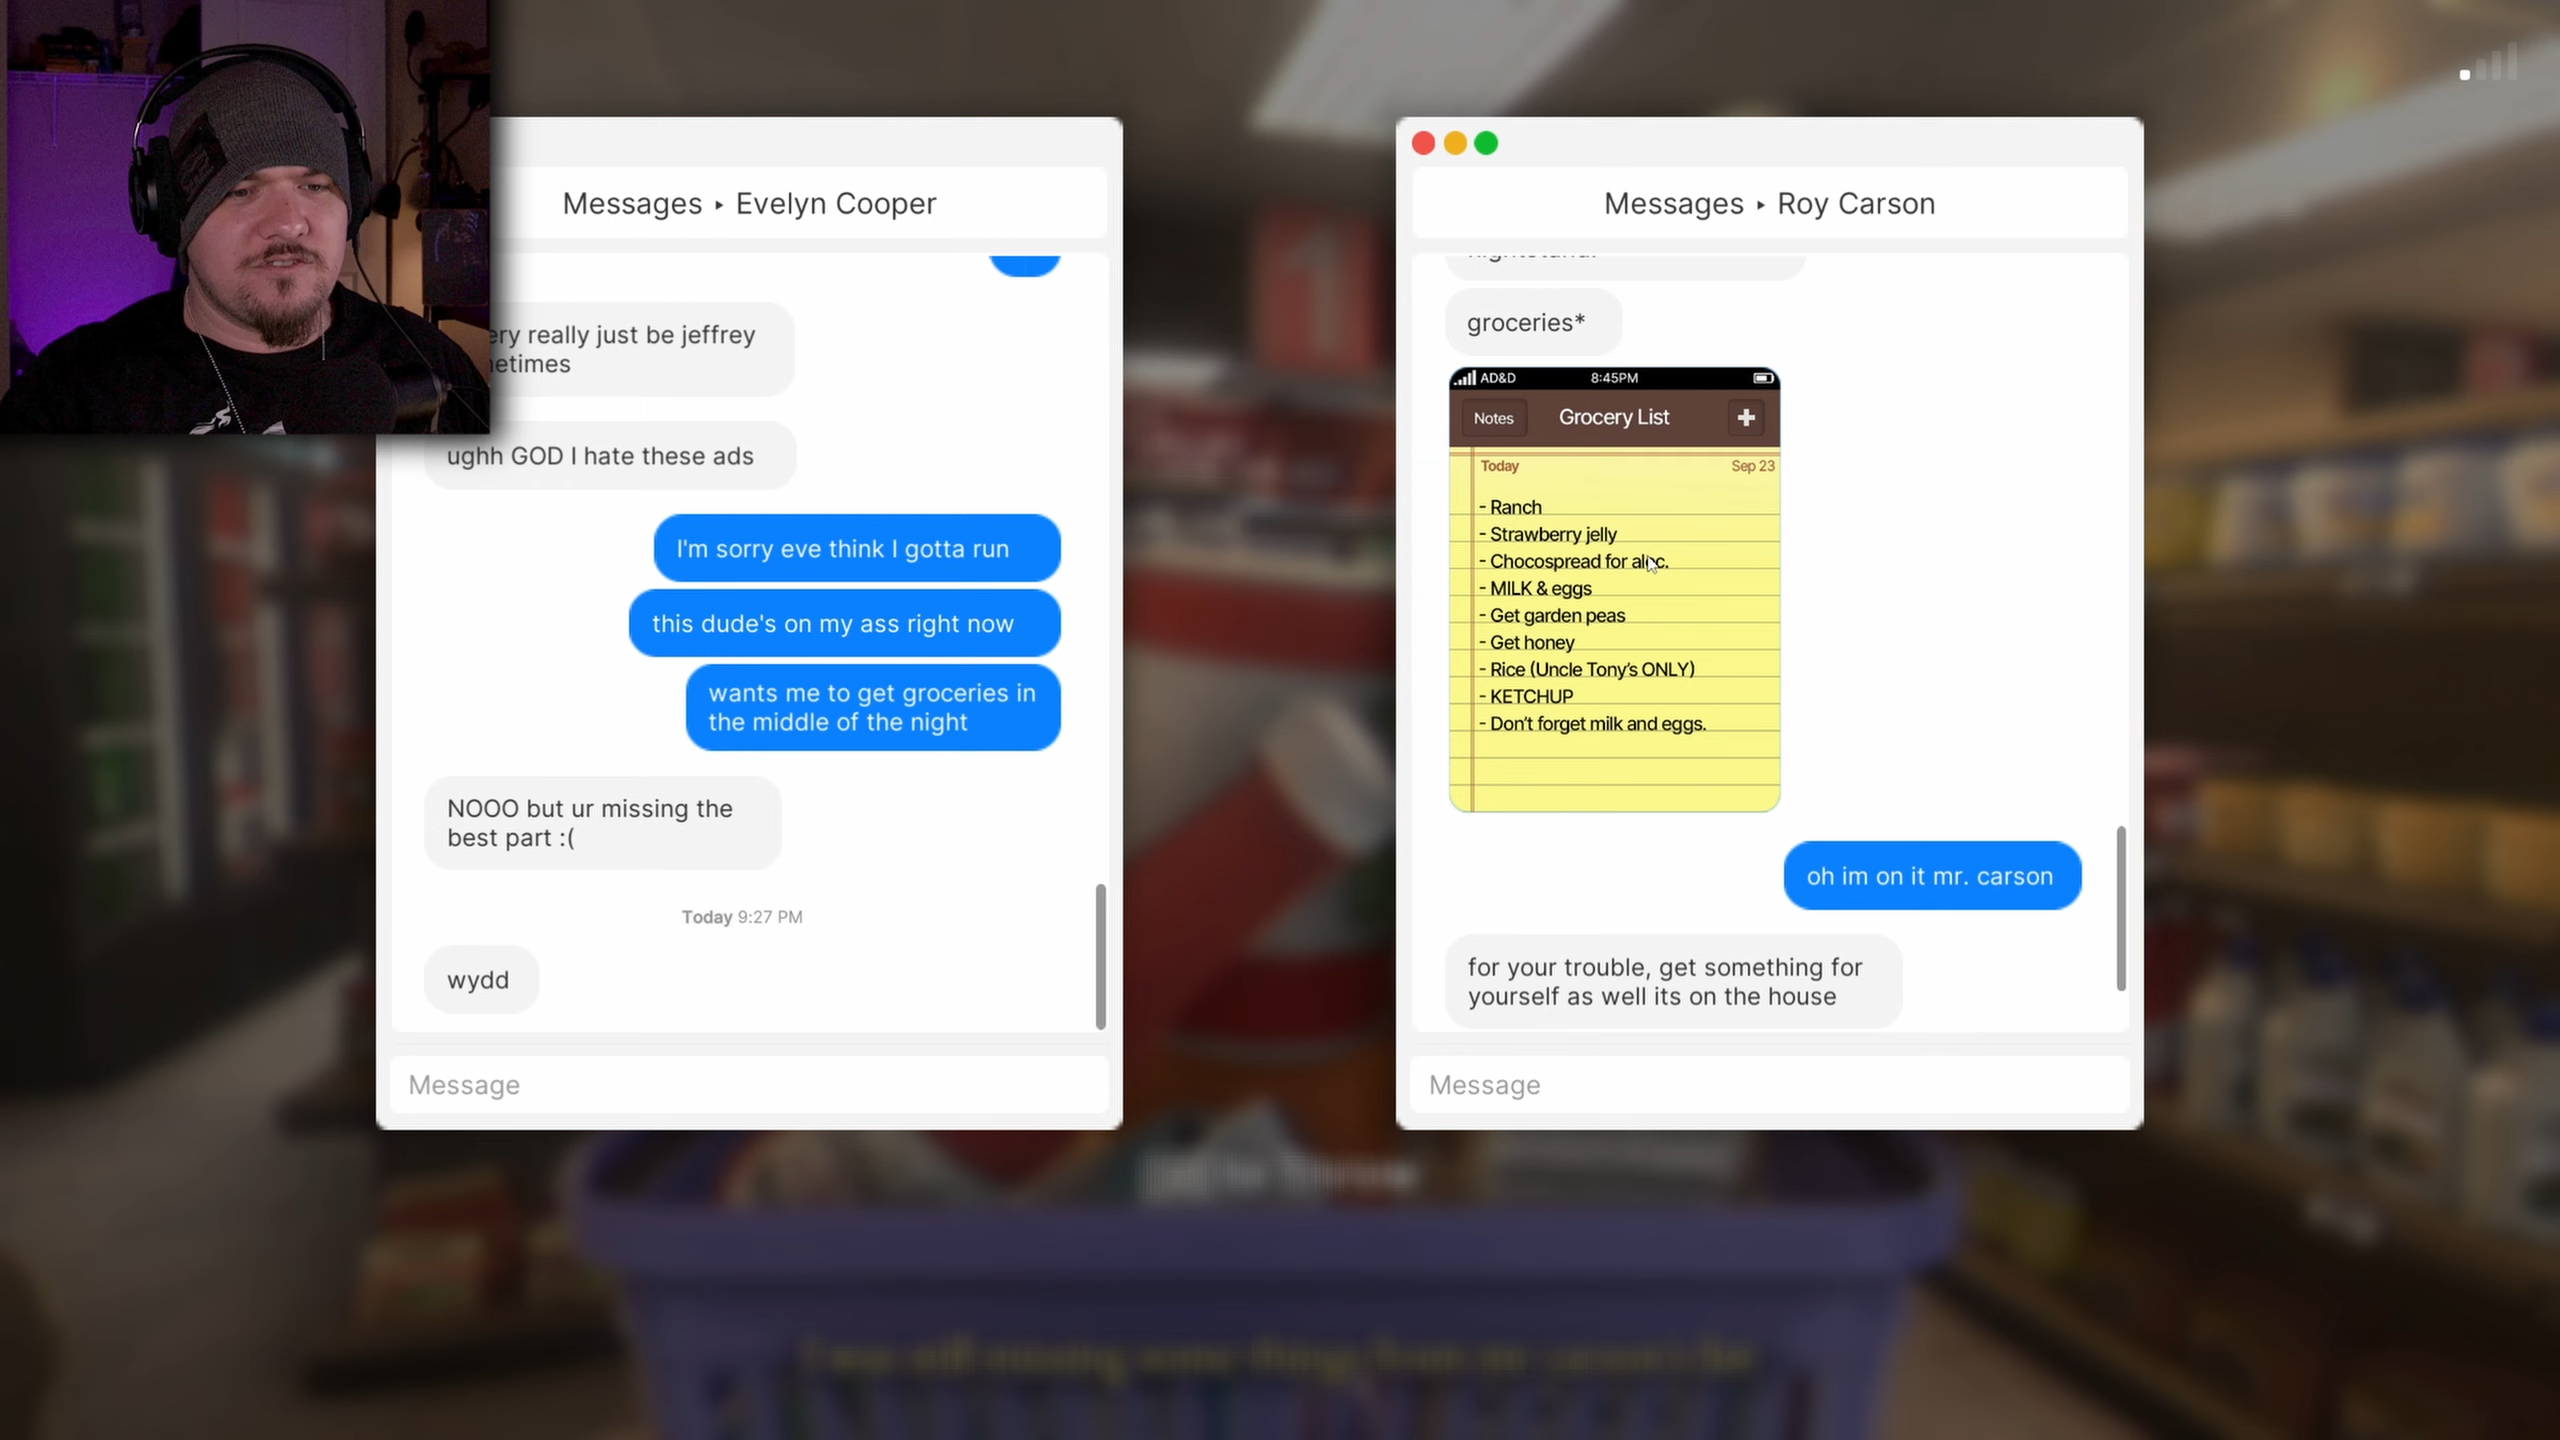 Messages ▸ Evelyn Cooper
really just be jeffrey
ughh GOD I hate these ads
I'm sorry eve think I gotta run
this dude's on my ass right now
wants me to get groceries in
the middle of the night
NOOO but ur missing the
best part :(
Today 9:27 PM
wydd
Message
Messages ▸ Roy Carson
groceries*
AD&D 8:45PM
Notes Grocery List
Today Sep 23
- Ranch
- Strawberry jelly
- Chocospread for
- MILK & eggs
- Get garden peas
- Get honey
- Rice (Uncle Tony's ONLY)
- KETCHUP
- Don't forget milk and eggs.
oh im on it mr. carson
for your trouble, get something for
yourself as well its on the house
Message